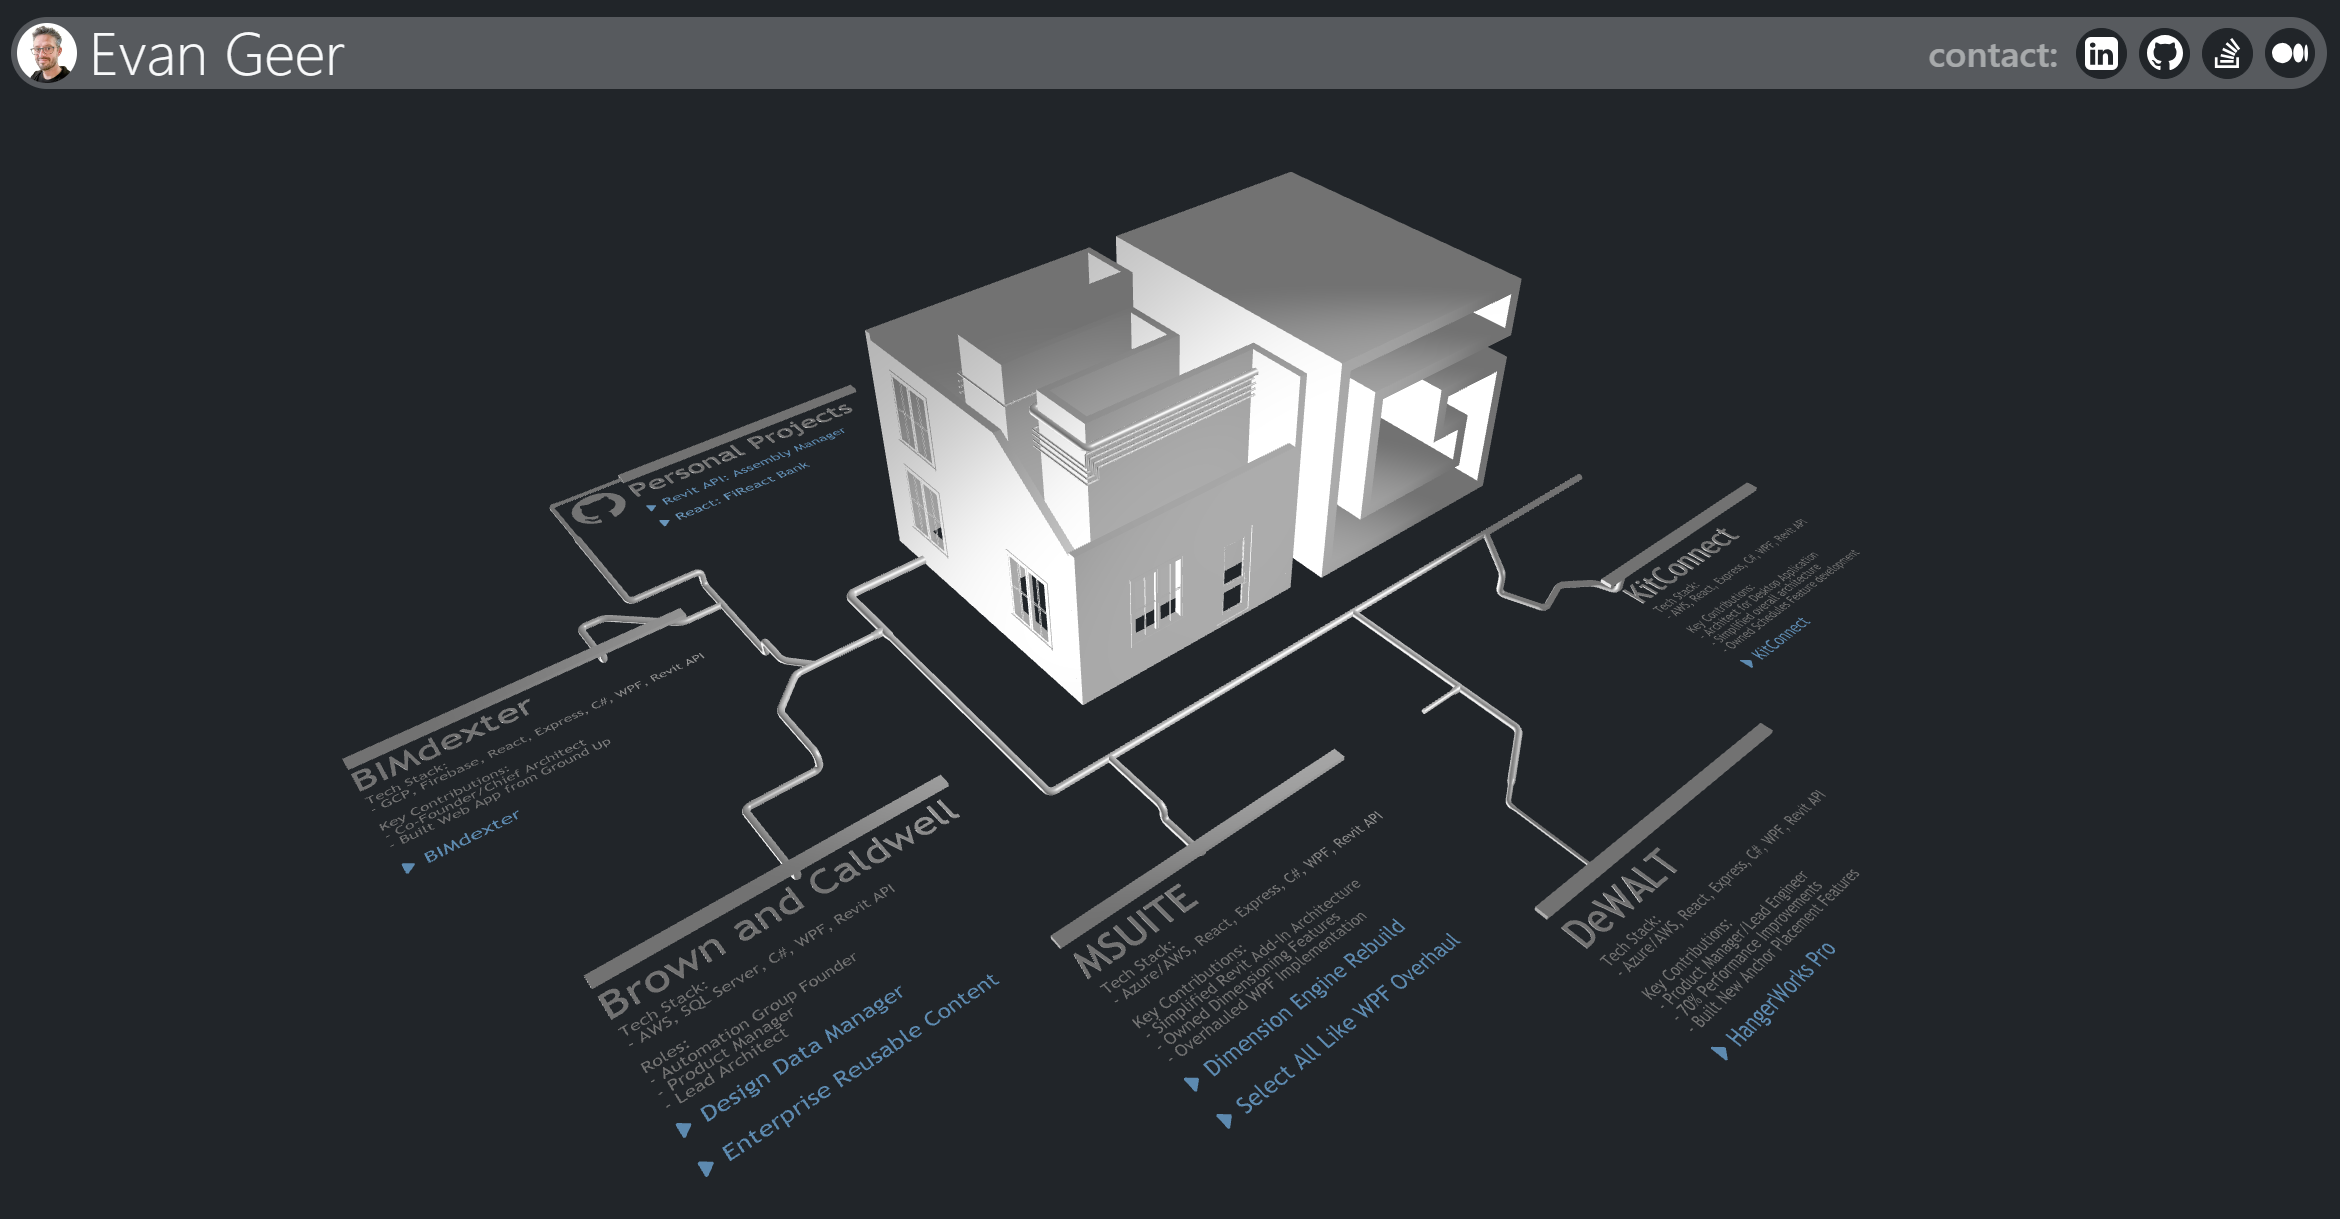 Evan Geer
contact:
Personal Projects
Revit API: Assembly Manager
React: FiReact Bank
BIMdexter
Tech Stack:
- GCP, Firebase, React, Express, C#, WPF, Revit API
Key Contributions:
- Co-Founder/Chief Architect
- Built Web App from Ground Up
BIMdexter
Brown and Caldwell
Tech Stack:
- AWS, SQL Server, C#, WPF, Revit API
Roles:
- Automation Group Founder
- Product Manager
- Lead Architect
Design Data Manager
Enterprise Reusable Content
MSUITE
Tech Stack:
- Azure/AWS, React, Express, C#, WPF, Revit API
Key Contributions:
- Simplified Revit Add-In Architecture
- Owned Dimensioning Features
- Overhauled WPF Implementation
Dimension Engine Rebuild
Select All Like WPF Overhaul
DeWALT
Tech Stack:
- Azure/AWS, React, Express, C#, WPF, Revit API
Key Contributions:
- Product Manager/Lead Engineer
- 70% Performance Improvements
- Built New Anchor Placement Features
HangerWorks Pro
KitConnect
Tech Stack:
- AWS, React, Express, C#, WPF, Revit API
Key Contributions:
- Architect for Desktop Application
- Simplified overall architecture
- Owned Schedules Feature development
KitConnect